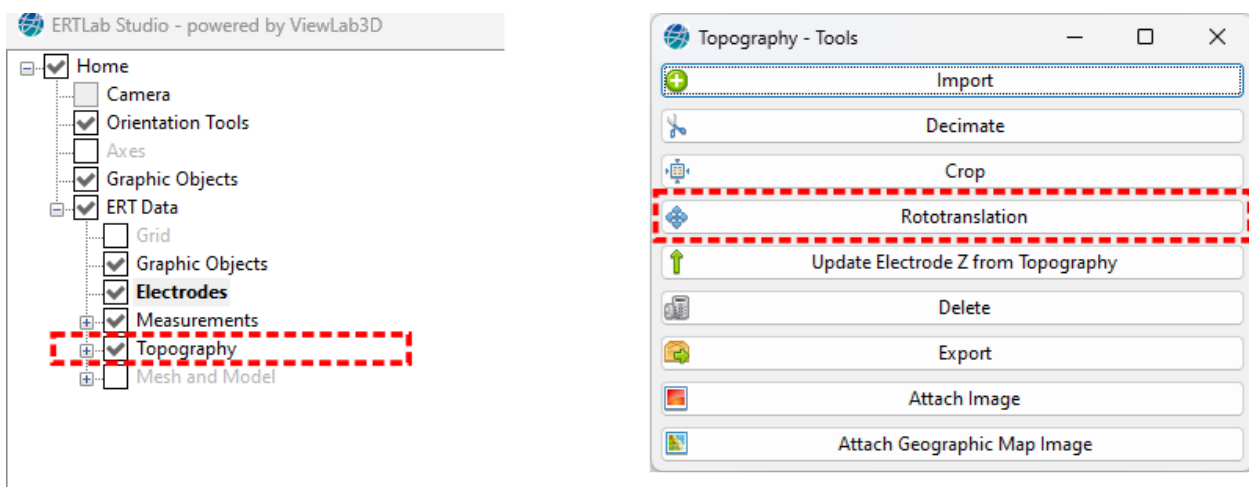 ERTLab Studio - powered by ViewLab3D
Home
Camera
Orientation Tools
Axes
Graphic Objects
ERT Data
Grid
Graphic Objects
Electrodes
Measurements
Topography
Mesh and Model
Topography - Tools
Import
Decimate
Crop
Rototranslation
Update Electrode Z from Topography
Delete
Export
Attach Image
Attach Geographic Map Image